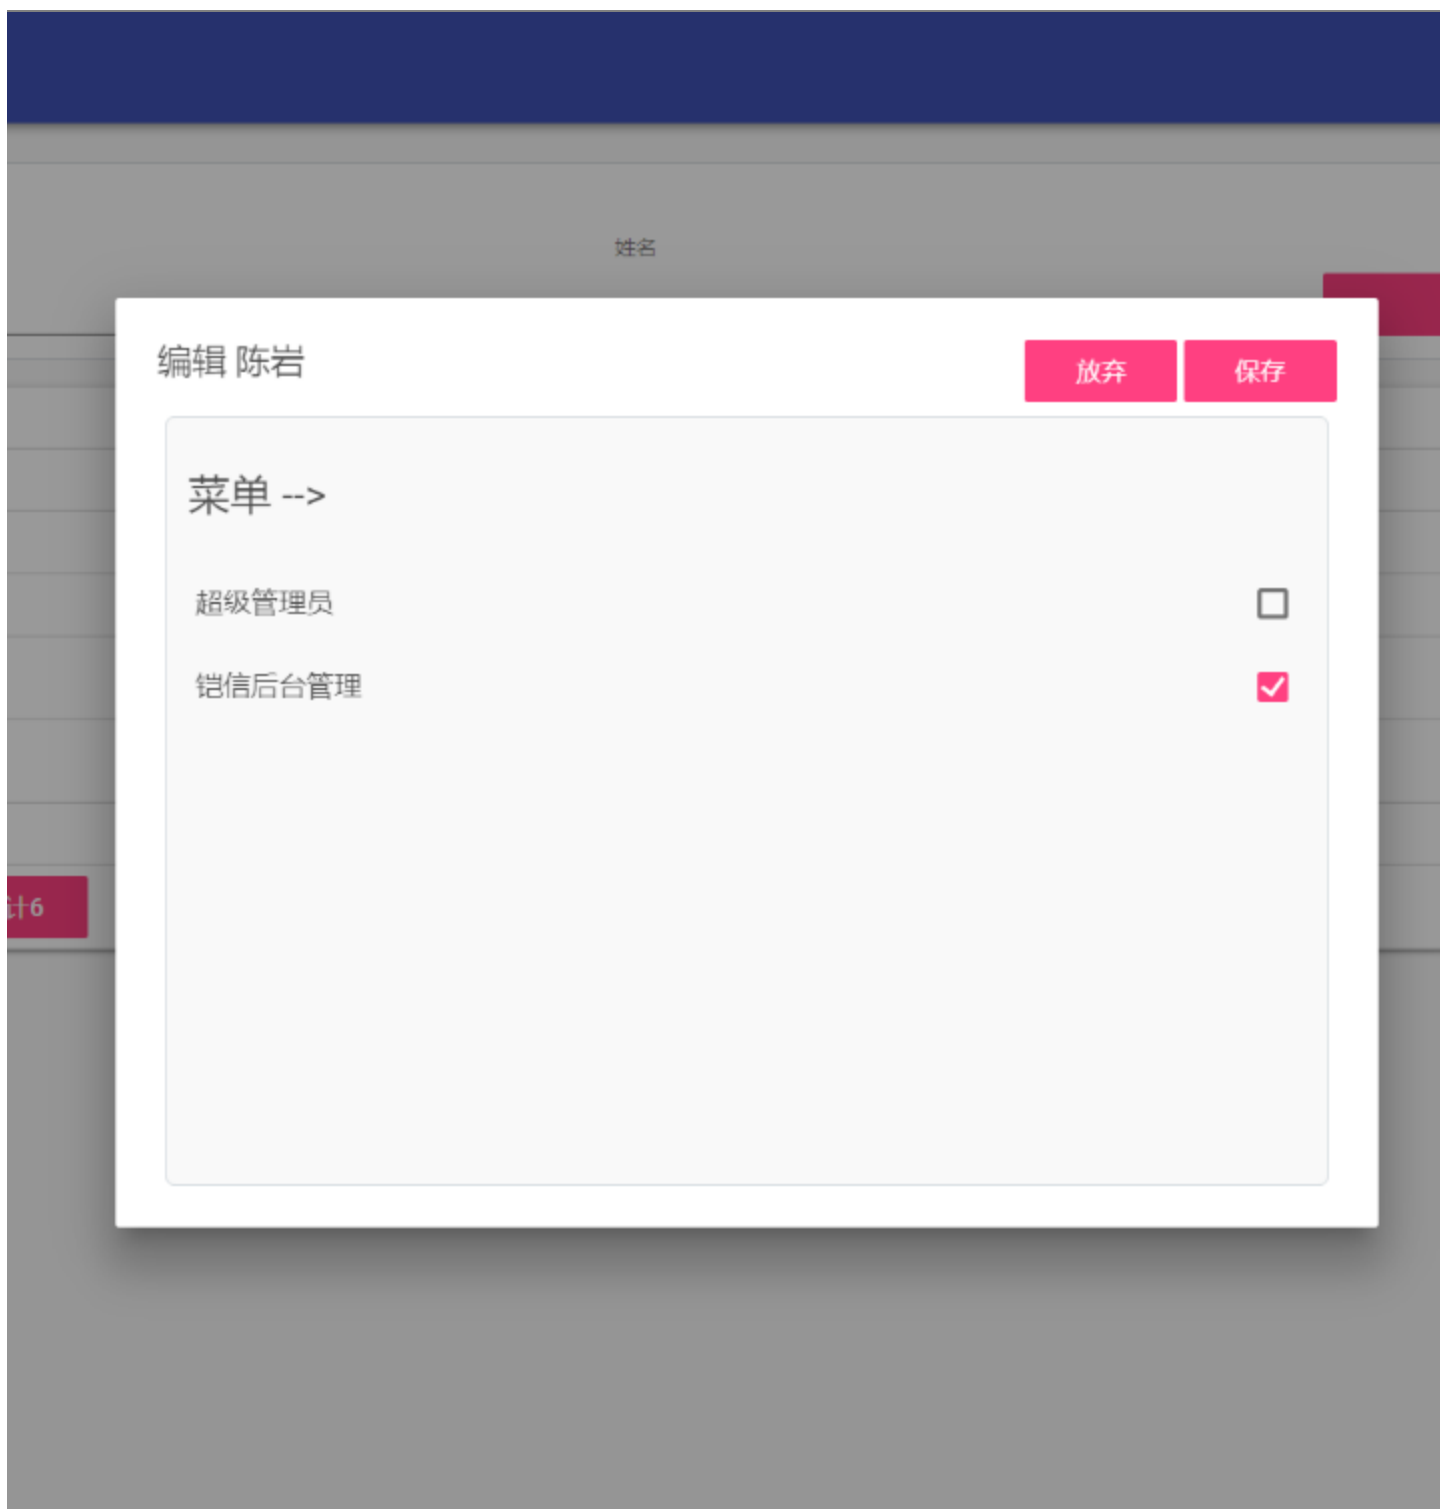 姓名
编辑 陈岩
放弃
保存
菜单 -->
超级管理员
铠信后台管理
计6